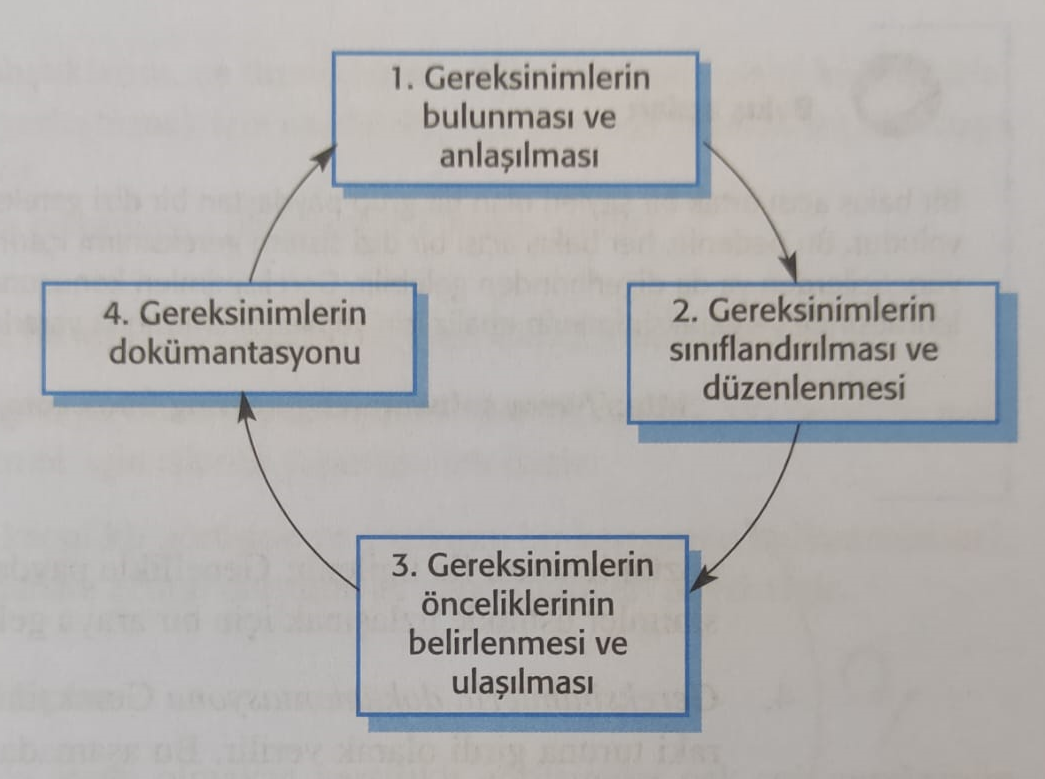 1. Gereksinimlerin
bulunması ve
anlaşılması
2. Gereksinimlerin
sınıflandırılması ve
düzenlenmesi
3. Gereksinimlerin
önceliklerinin
belirlenmesi ve
ulaşılması
4. Gereksinimlerin
dokümantasyonu